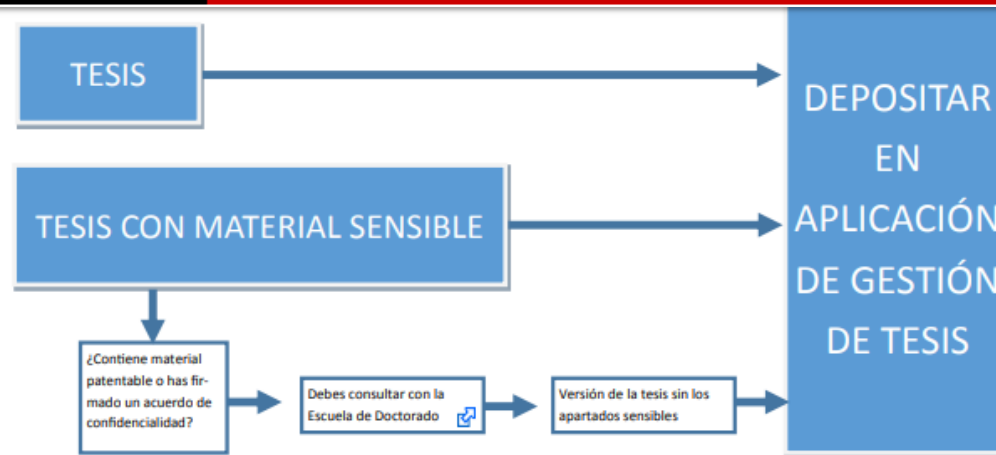 TESIS
TESIS CON MATERIAL SENSIBLE
¿Contiene material
patentable o has fir-
mado un acuerdo de
confidencialidad?
Debes consultar con la
Escuela de Doctorado
Versión de la tesis sin los
apartados sensibles
DEPOSITAR
EN
APLICACIÓN
DE GESTIÓN
DE TESIS